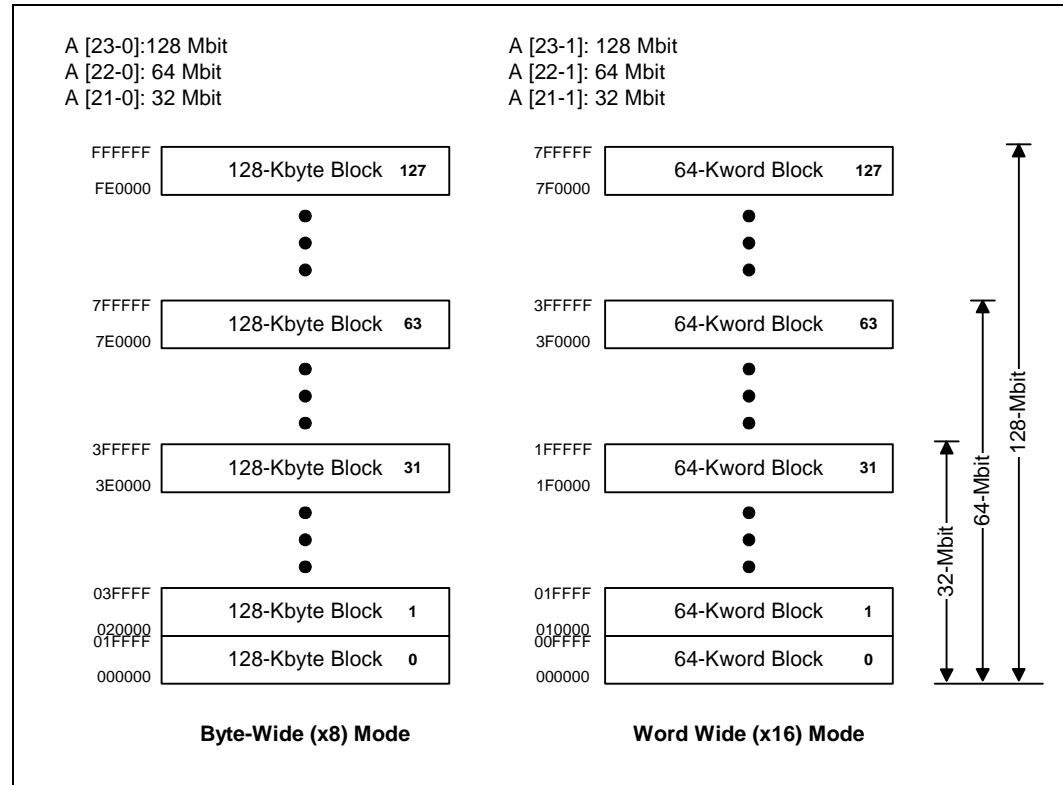 A [23-0]:128 Mbit
A [22-0]: 64 Mbit
A [21-0]: 32 Mbit
A [23-1]: 128 Mbit
A [22-1]: 64 Mbit
A [21-1]: 32 Mbit
FFFFFF
128-Kbyte Block 127
FE0000
7FFFFF
128-Kbyte Block 63
7E0000
3FFFFF
128-Kbyte Block 31
3E0000
03FFFF
128-Kbyte Block 1
020000
01FFFF
128-Kbyte Block 0
000000
Byte-Wide (x8) Mode
7FFFFF
64-Kword Block 127
7F0000
3FFFFF
64-Kword Block 63
3F0000
1FFFFF
64-Kword Block 31
1F0000
01FFFF
64-Kword Block 1
010000
00FFFF
64-Kword Block 0
000000
Word Wide (x16) Mode
32-Mbit
64-Mbit
128-Mbit